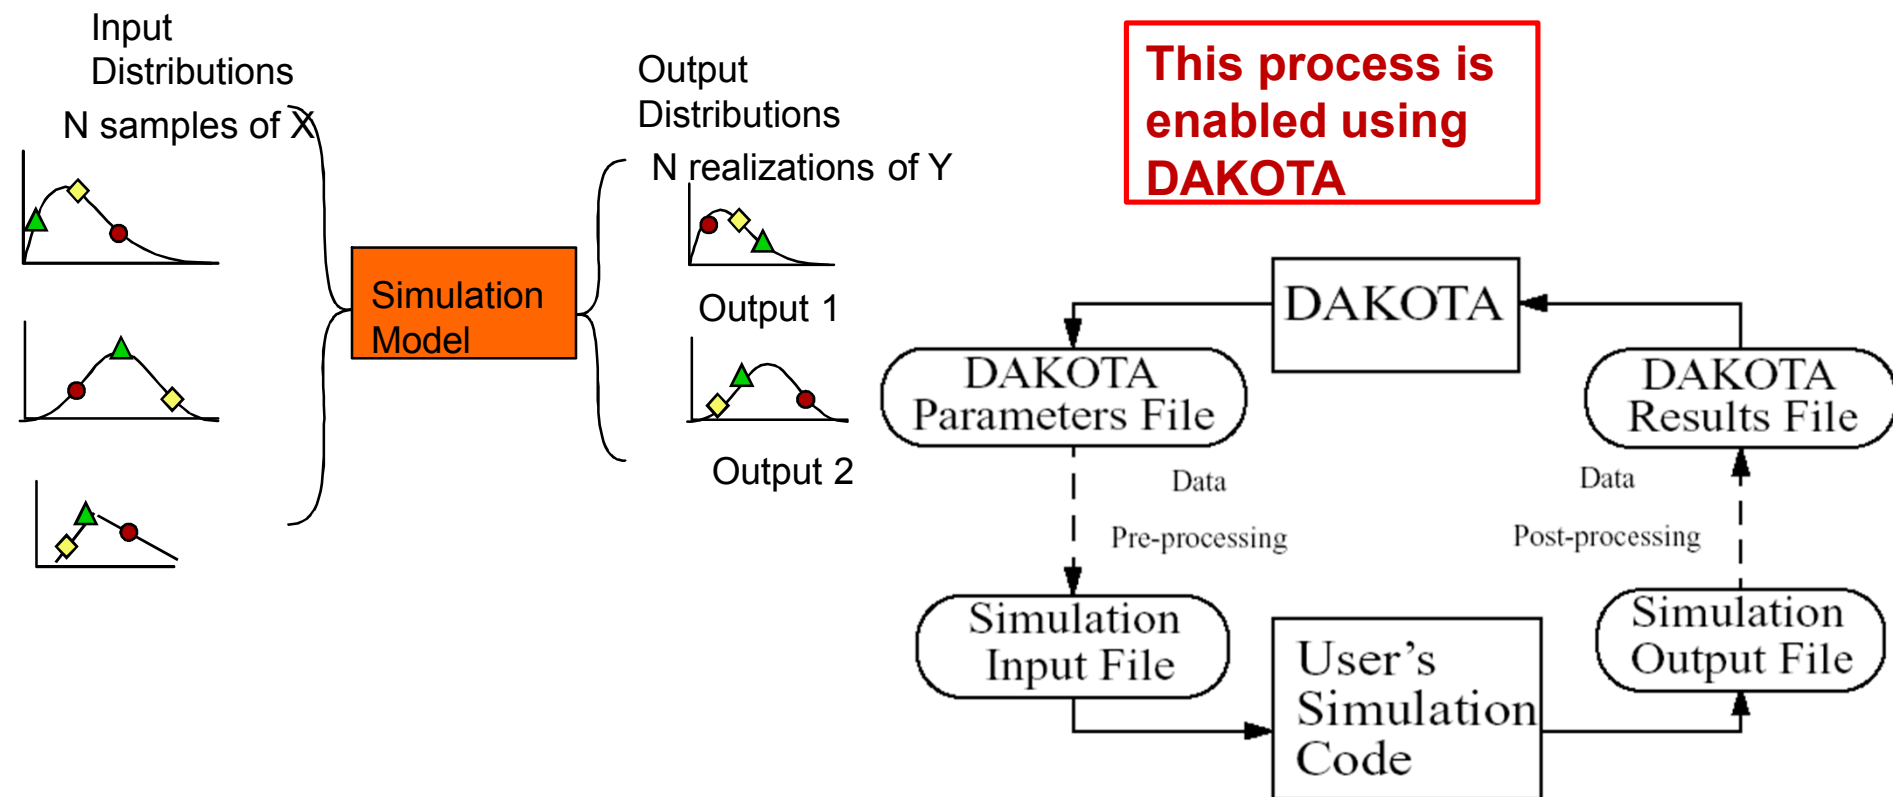 Input
Distributions
N samples of X
Simulation
Model
Output
Distributions
N realizations of Y
Output 1
Output 2
This process is
enabled using
DAKOTA
DAKOTA
DAKOTA
Parameters File
Data
Pre-processing
Simulation
Input File
User's
Simulation
Code
Simulation
Output File
Data
Post-processing
DAKOTA
Results File